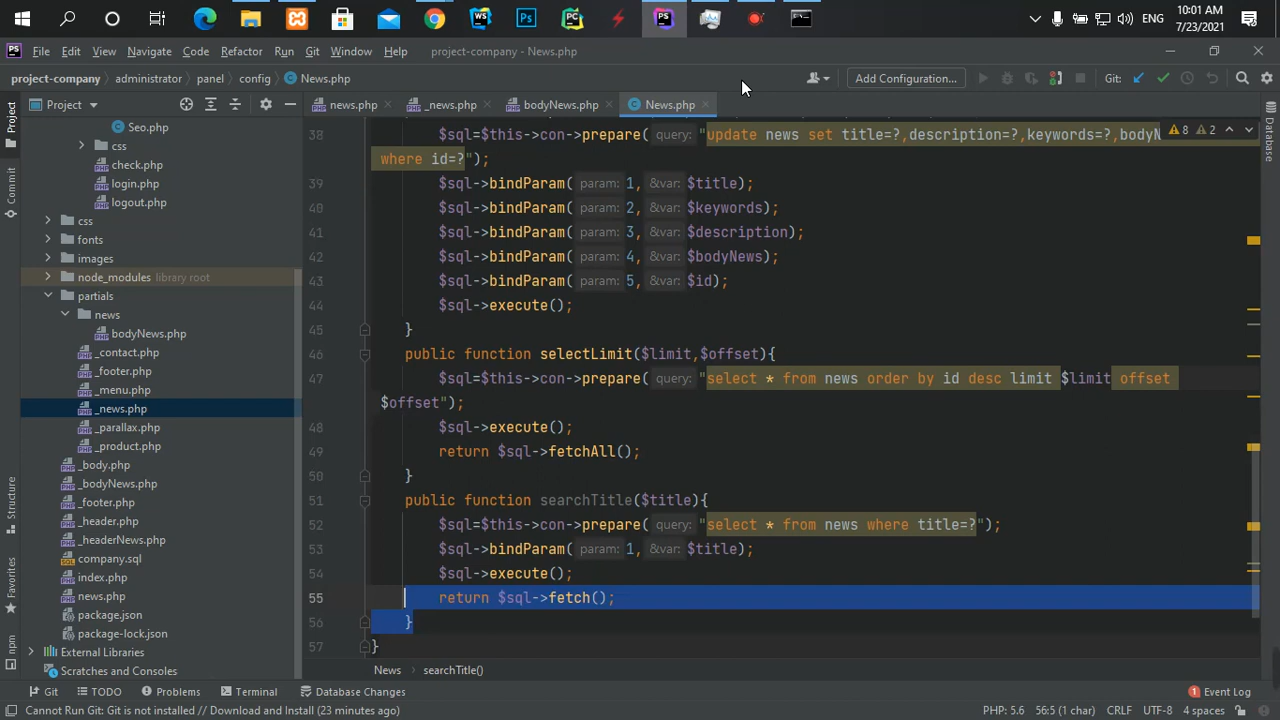 ENG
10:01 AM
7/23/2021
File Edit View Navigate Code Refactor Run Git Window Help project-company - News.php
project-company administrator panel config News.php Add Configuration... Git:
Project news.php _news.php bodyNews.php News.php
Seo.php
css
check.php
login.php
logout.php
css
fonts
images
node_modules library root
partials
news
bodyNews.php
_contact.php
_footer.php
_menu.php
_news.php
_parallax.php
_product.php
_body.php
_bodyNews.php
_footer.php
_header.php
_headerNews.php
company.sql
index.php
news.php
package.json
package-lock.json
External Libraries
Scratches and Consoles
8 2
38 $sql=$this->con->prepare( query: "update news set title=?,description=?,keywords=?,bodyN
where id=?");
39 $sql->bindParam( param: 1, &var: $title);
40 $sql->bindParam( param: 2, &var: $keywords);
41 $sql->bindParam( param: 3, &var: $description);
42 $sql->bindParam( param: 4, &var: $bodyNews);
43 $sql->bindParam( param: 5, &var: $id);
44 $sql->execute();
45 }
46 public function selectLimit($limit,$offset){
47 $sql=$this->con->prepare( query: "select * from news order by id desc limit $limit offset
$offset");
48 $sql->execute();
49 return $sql->fetchAll();
50 }
51 public function searchTitle($title){
52 $sql=$this->con->prepare( query: "select * from news where title=?");
53 $sql->bindParam( param: 1, &var: $title);
54 $sql->execute();
55 return $sql->fetch();
56 }
57 }
News searchTitle()
Project
Commit
Structure
Favorites
npm
Database
Git TODO Problems Terminal Database Changes 1 Event Log
Cannot Run Git: Git is not installed // Download and Install (23 minutes ago) PHP: 5.6 56:5 (1 char) CRLF UTF-8 4 spaces